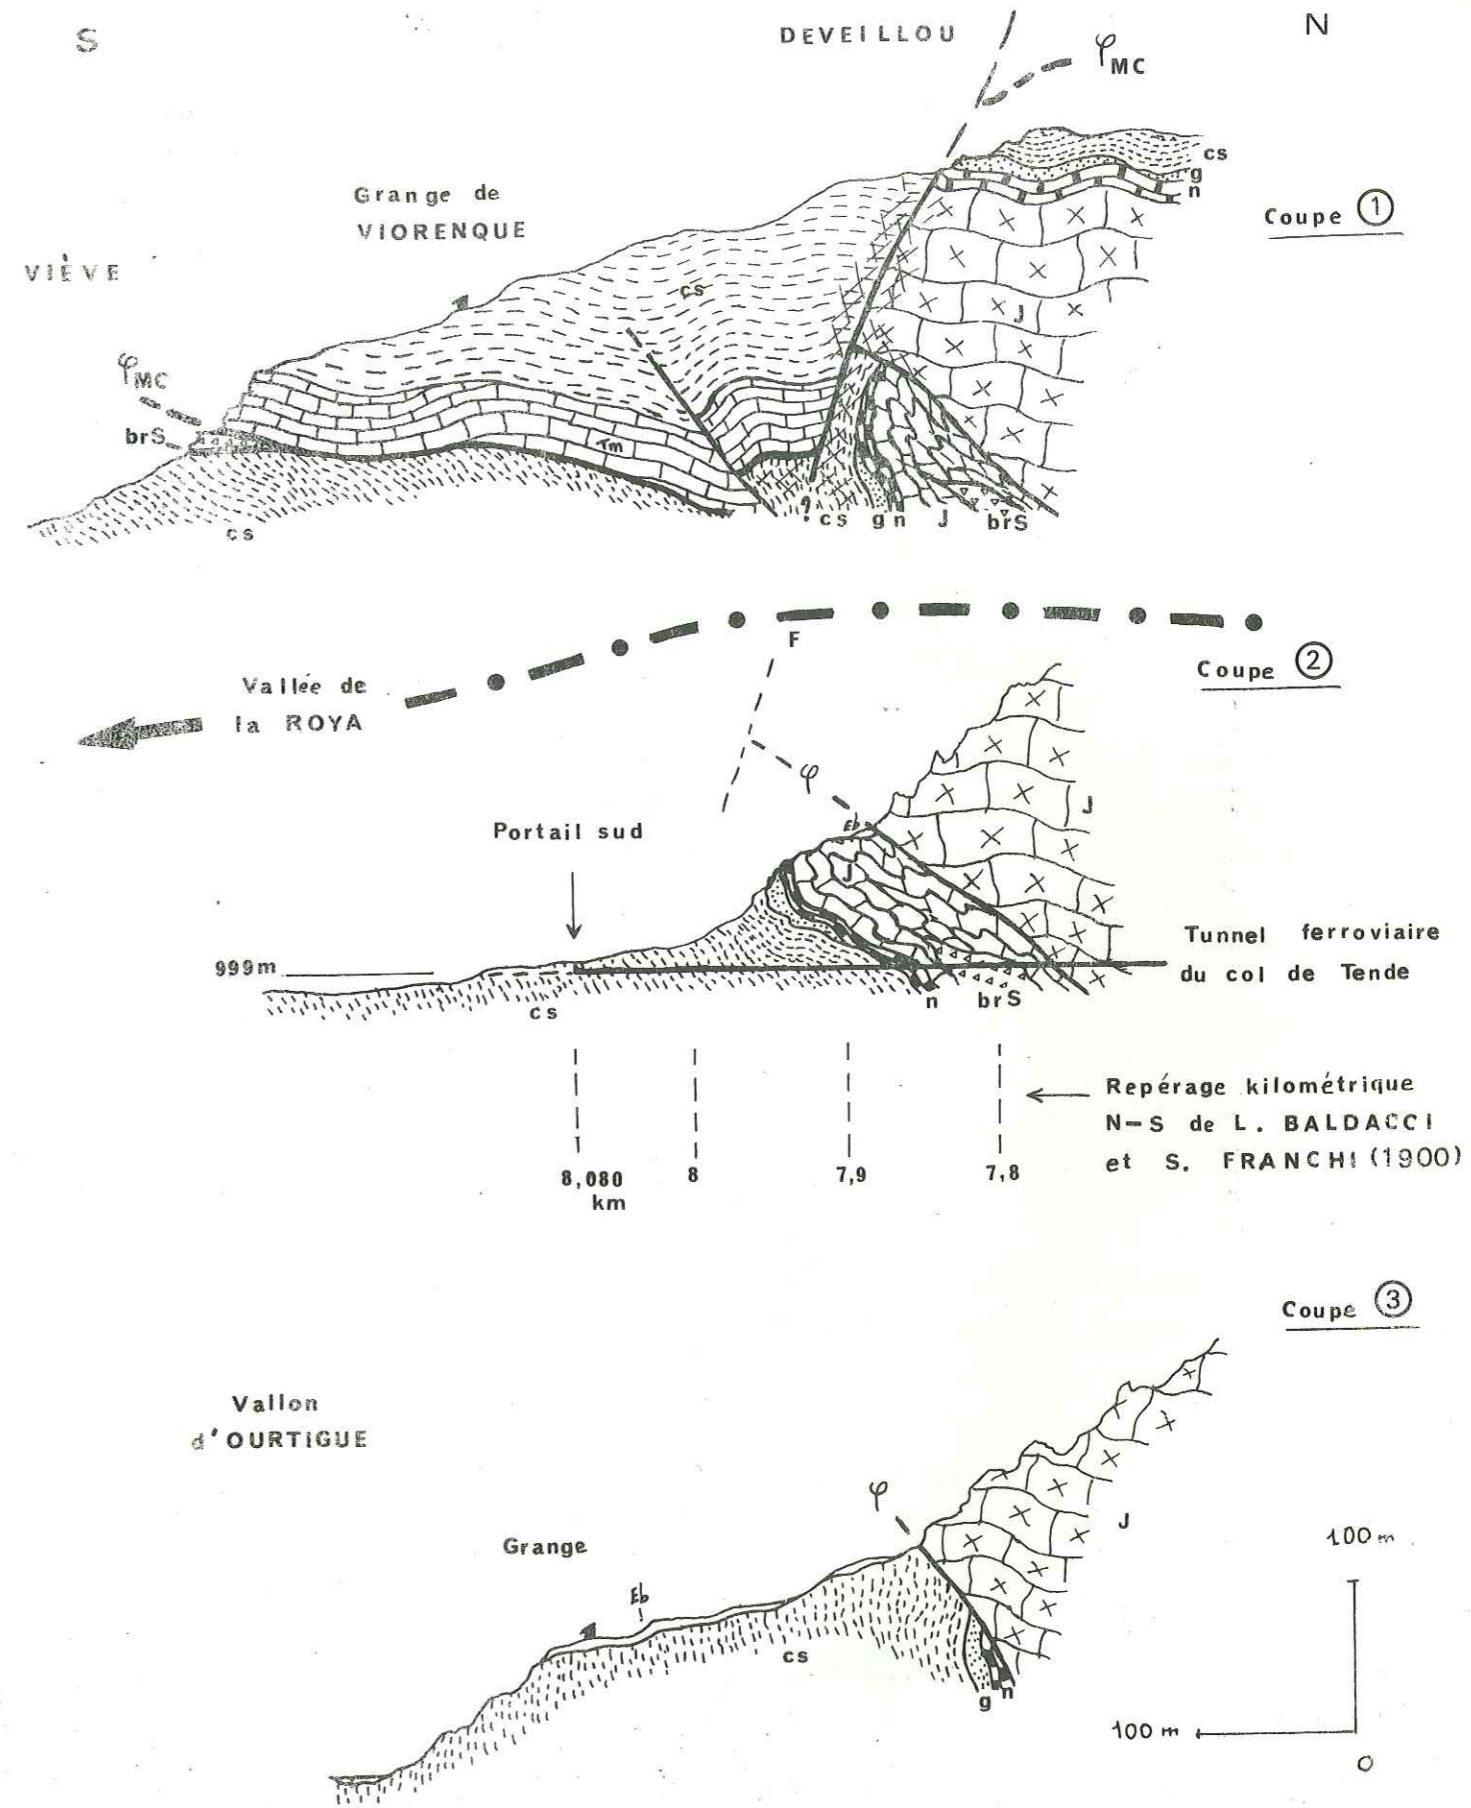 S
DEVEILLOU
N
φMC
cs
g
n
Grange de
VIORENQUE
Coupe 1
VIÈVE
cs
J
φMC
brS
Tm
cs
? cs g n J brS
F
Coupe 2
Vallée de
la ROYA
φ
J
Portail sud
Eb
J
Tunnel ferroviaire
du col de Tende
999m
cs
n
brS
Repérage kilométrique
N-S de L. BALDACCI
et S. FRANCHI (1900)
8,080
km
8
7,9
7,8
Coupe 3
Vallon
d'OURTIGUE
φ
J
Grange
100 m
Eb
cs
g n
100 m
O